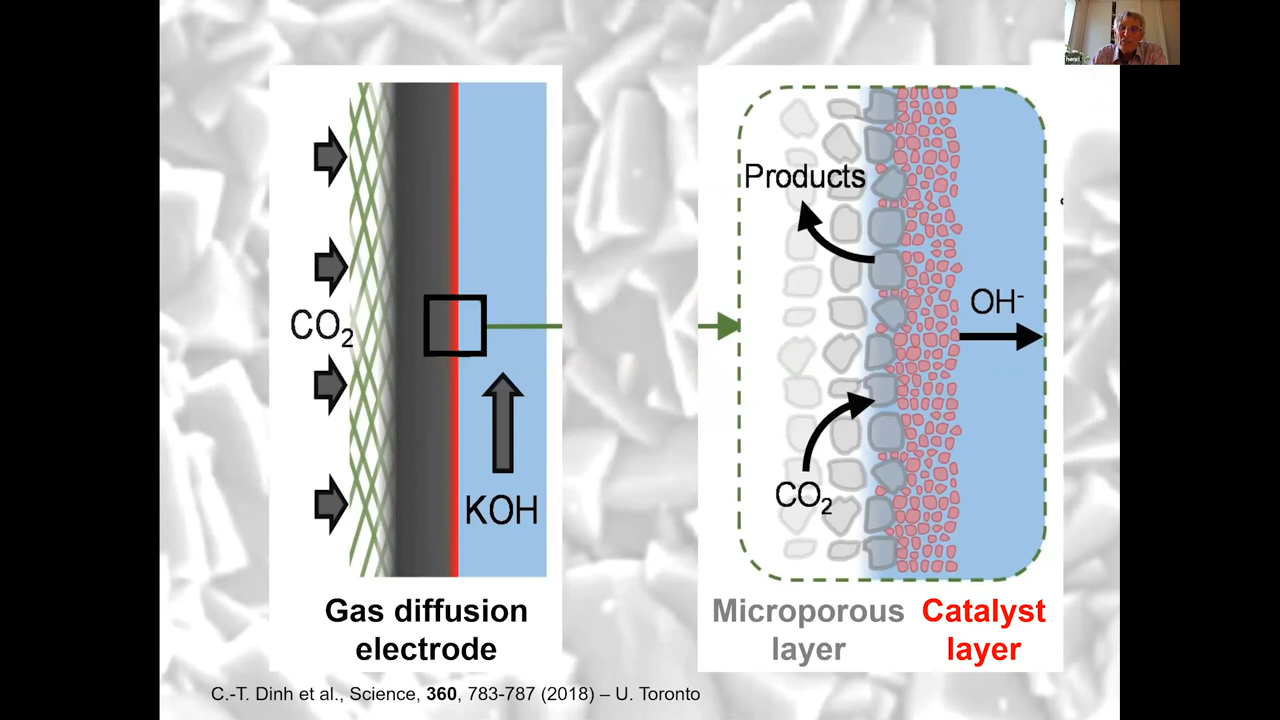 CO2
KOH
Gas diffusion
electrode
Products
OH-
CO2
Microporous
layer
Catalyst
layer
C.-T. Dinh et al., Science, 360, 783-787 (2018) – U. Toronto